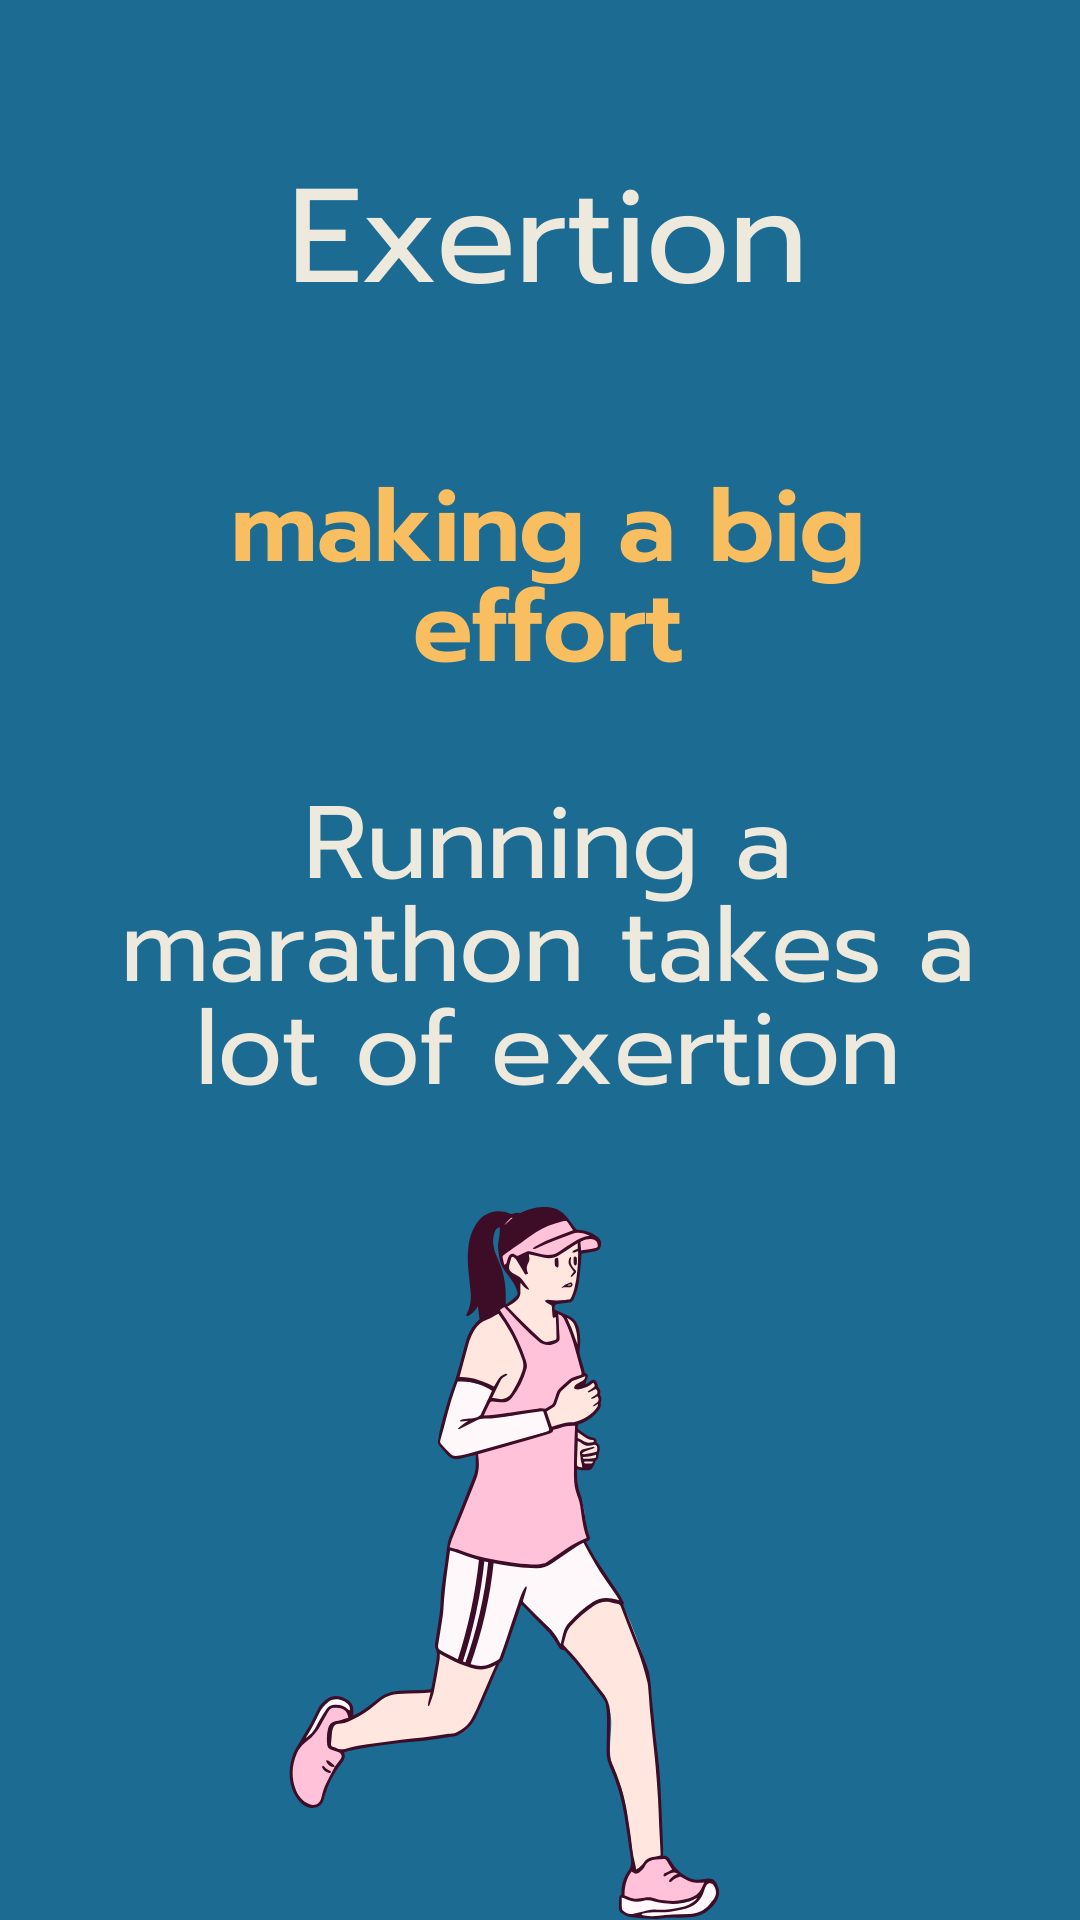 Exertion
making a big
effort
Running a
marathon takes a
lot of exertion